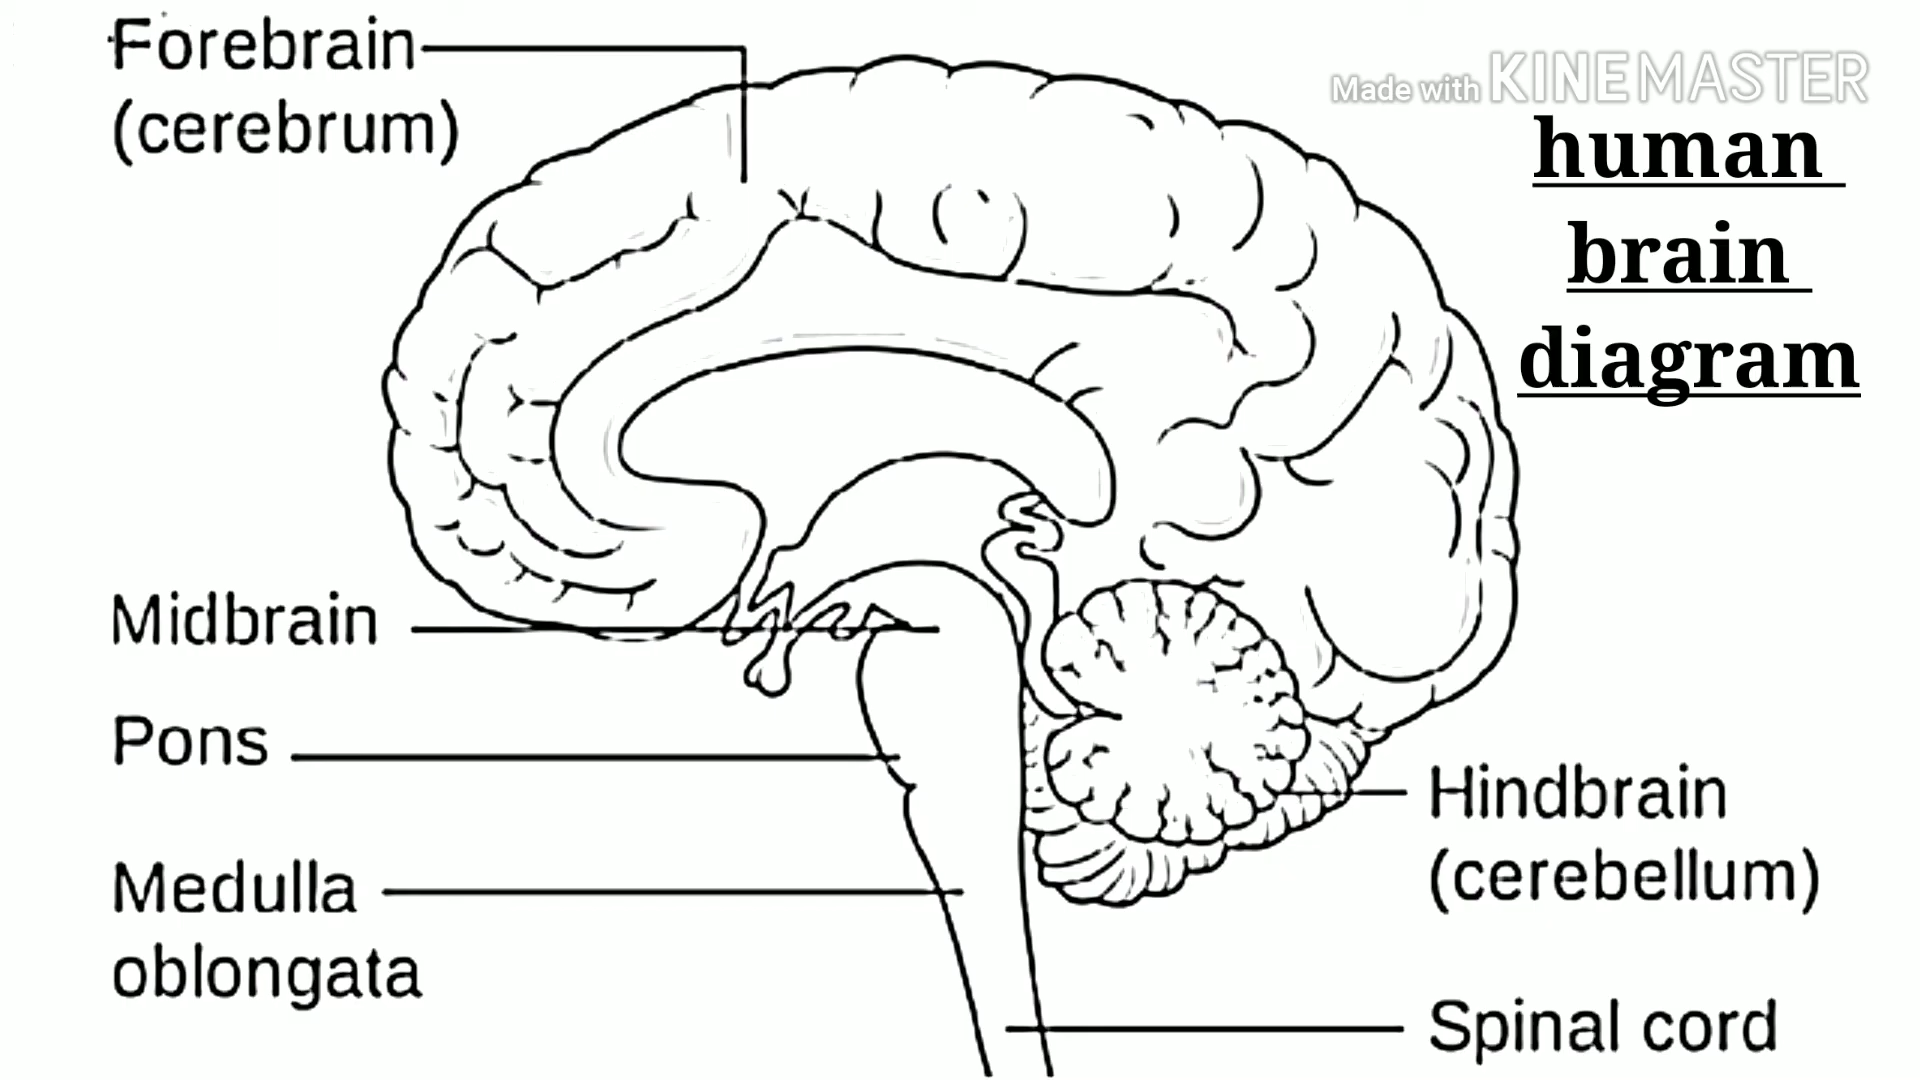 Forebrain
(cerebrum)
Made with KINEMASTER
human
brain
diagram
Midbrain
Pons
Medulla
oblongata
Hindbrain
(cerebellum)
Spinal cord